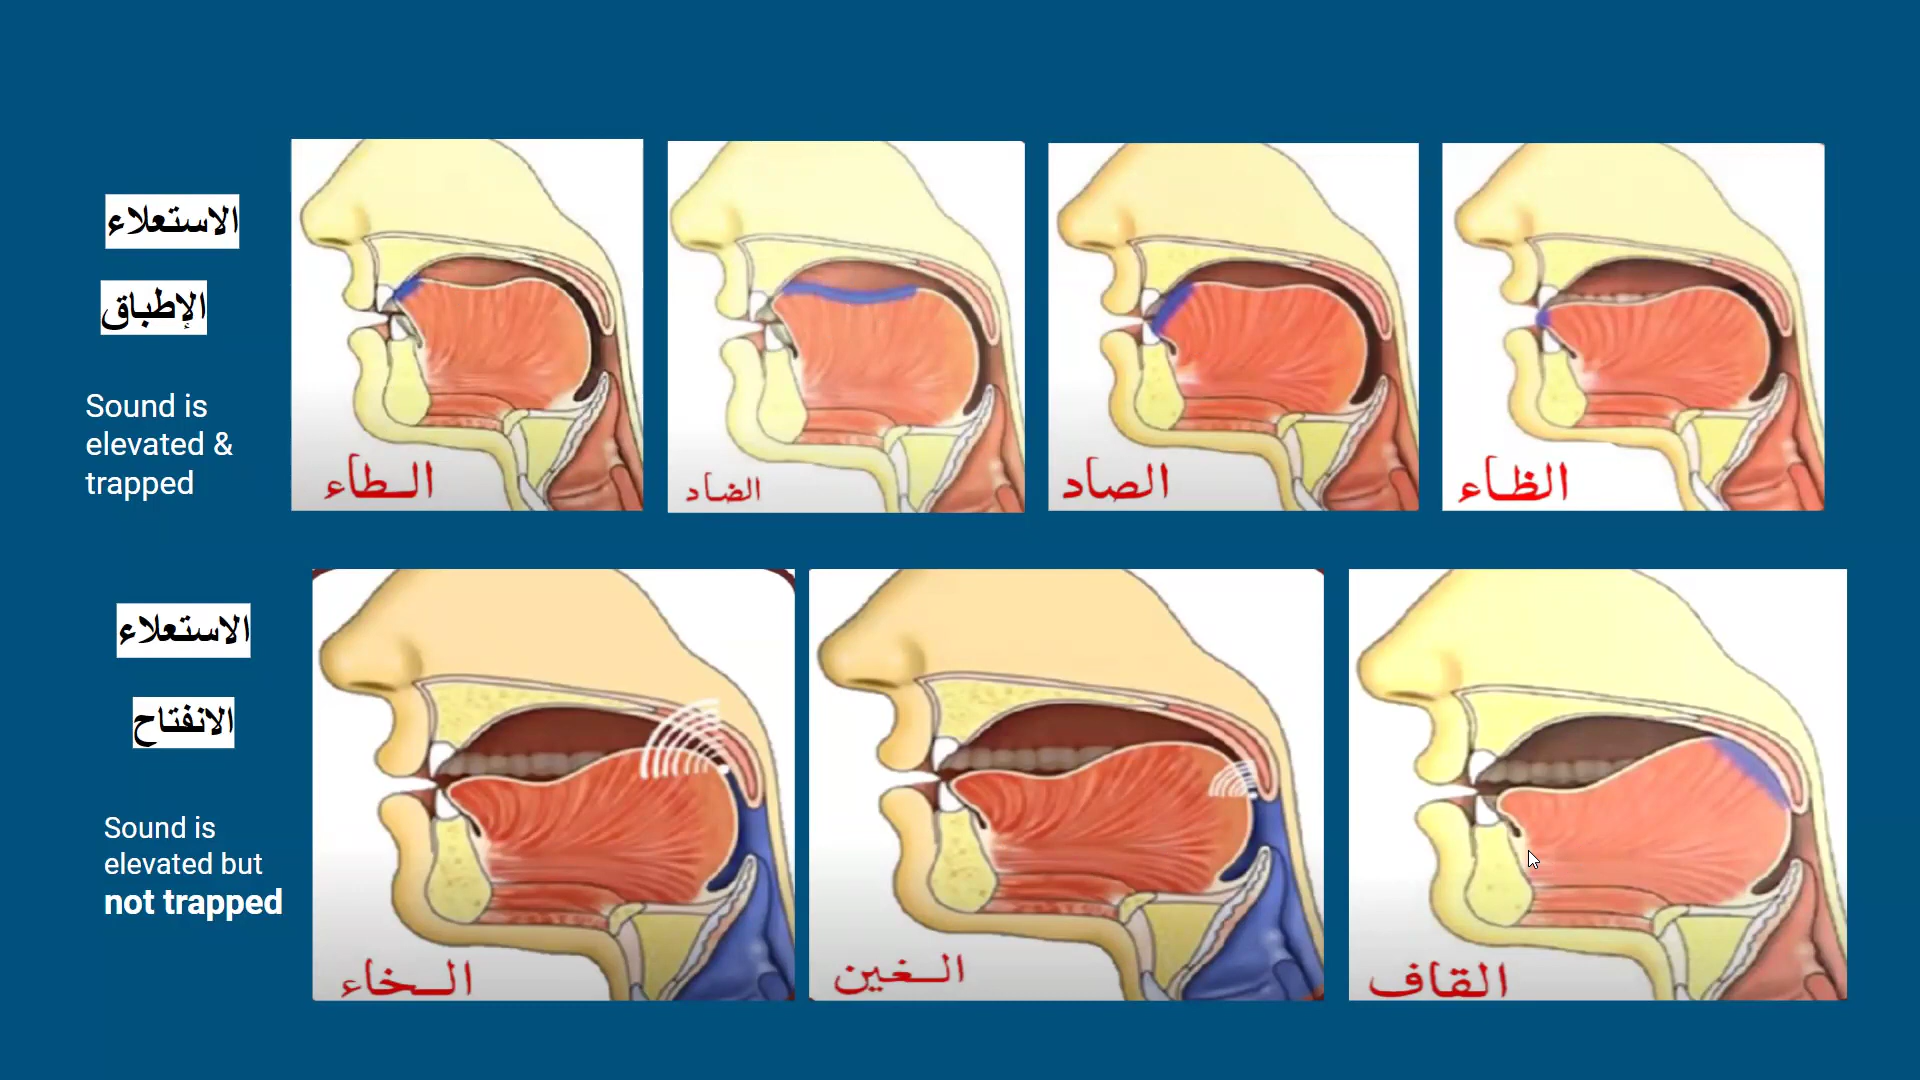 الاستعلاء
الإطباق
Sound is
elevated &
trapped
الطاء
الضاد
الصاد
الظاء
الاستعلاء
الانفتاح
Sound is
elevated but
not trapped
الخاء
الغين
القاف